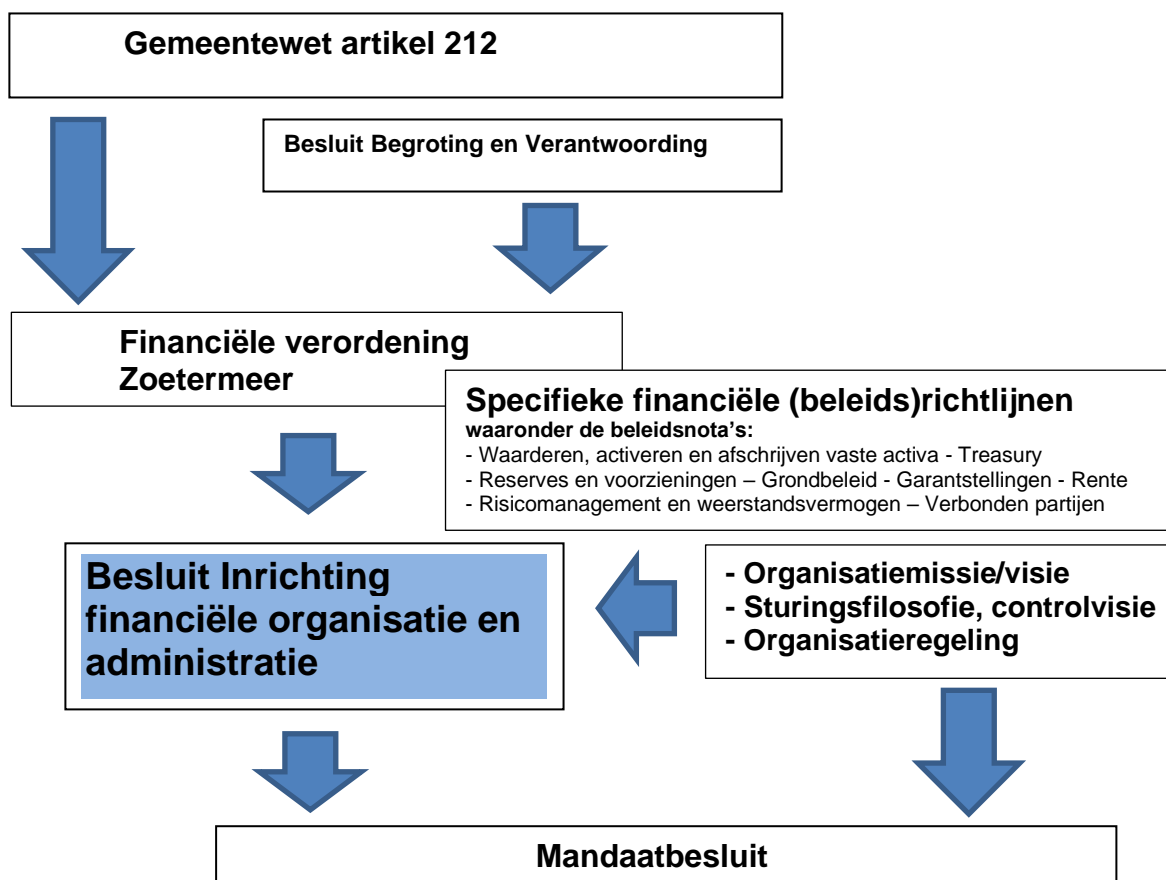 Gemeentewet artikel 212
Besluit Begroting en Verantwoording
Financiële verordening
Zoetermeer
Specifieke financiële (beleids)richtlijnen
waaronder de beleidsnota’s:
- Waarderen, activeren en afschrijven vaste activa - Treasury
- Reserves en voorzieningen – Grondbeleid - Garantstellingen - Rente
- Risicomanagement en weerstandsvermogen – Verbonden partijen
Besluit Inrichting
financiële organisatie en
administratie
- Organisatiemissie/visie
- Sturingsfilosofie, controlvisie
- Organisatieregeling
Mandaatbesluit